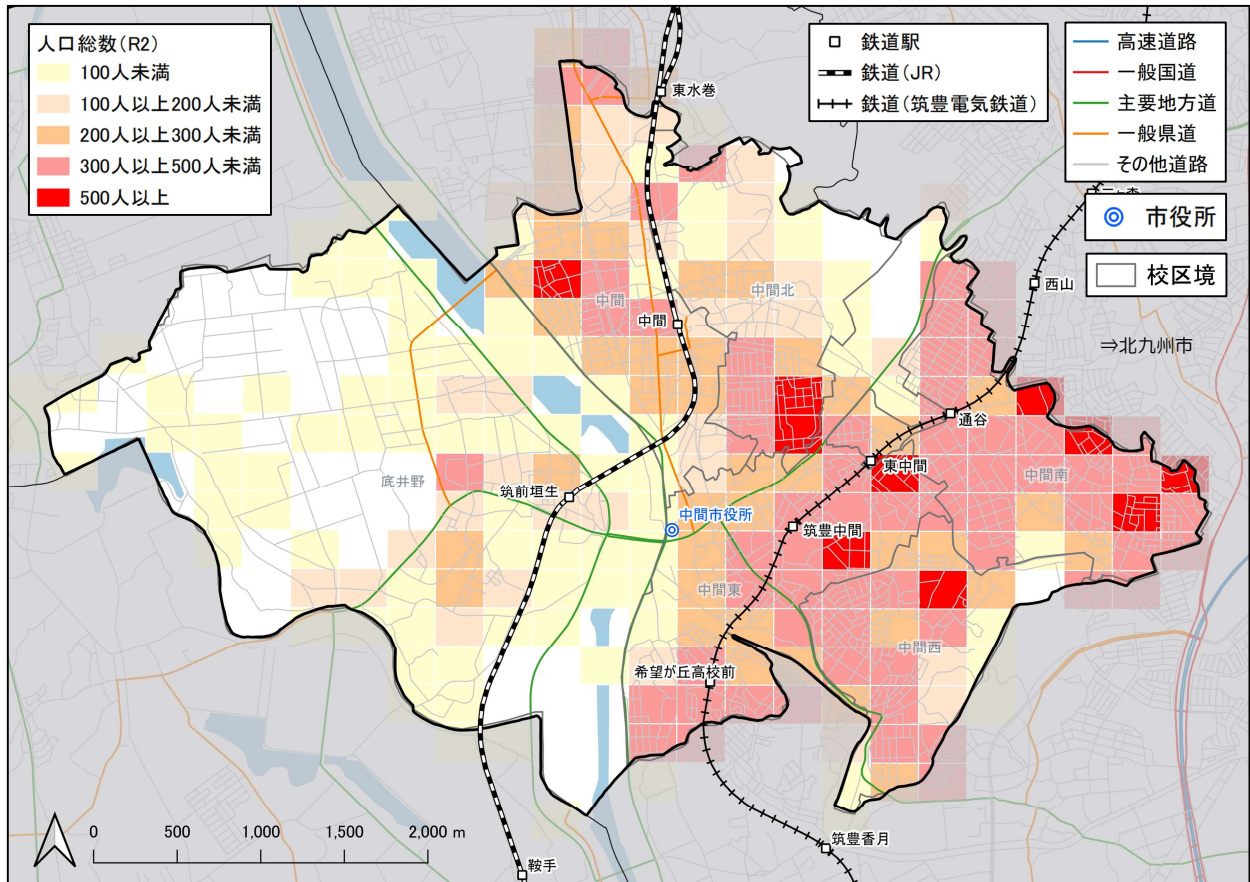 人口総数(R2)
100人未満
100人以上200人未満
200人以上300人未満
300人以上500人未満
500人以上
鉄道駅
鉄道(JR)
鉄道(筑豊電気鉄道)
高速道路
一般国道
主要地方道
一般県道
その他道路
市役所
校区境
東水巻
西山
中間北
中間
中間
⇒北九州市
通谷
東中間
中間南
底井野
筑前垣生
中間市役所
筑豊中間
中間東
中間西
希望が丘高校前
0 500 1,000 1,500 2,000 m
筑豊香月
鞍手